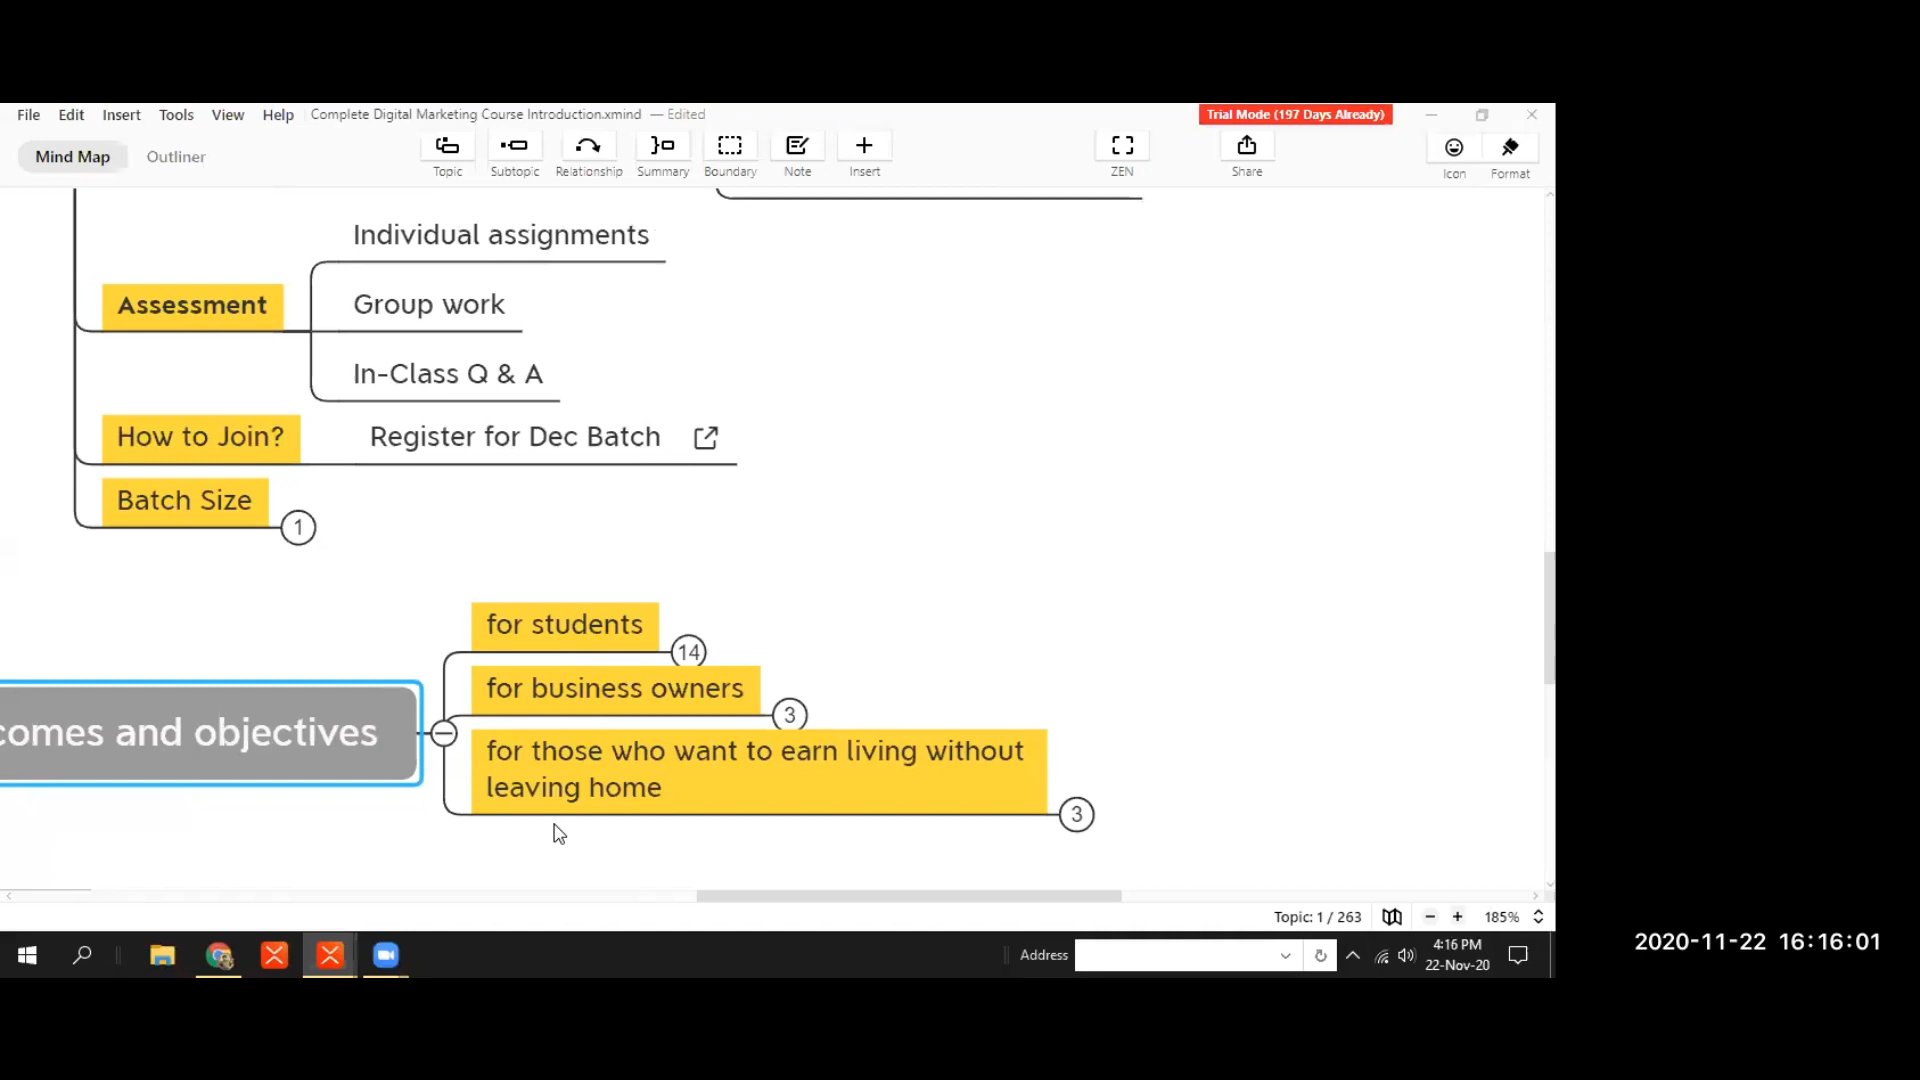 File Edit Insert Tools View Help Complete Digital Marketing Course Introduction.xmind — Edited Trial Mode (197 Days Already)
Mind Map Outliner
Topic Subtopic Relationship Summary Boundary Note Insert ZEN Share Icon Format
Individual assignments
Assessment
Group work
In-Class Q & A
How to Join? Register for Dec Batch
Batch Size
1
for students
14
for business owners
3
comes and objectives
for those who want to earn living without
leaving home
3
Topic: 1 / 263 185%
Address
4:16 PM
22-Nov-20
2020-11-22 16:16:01